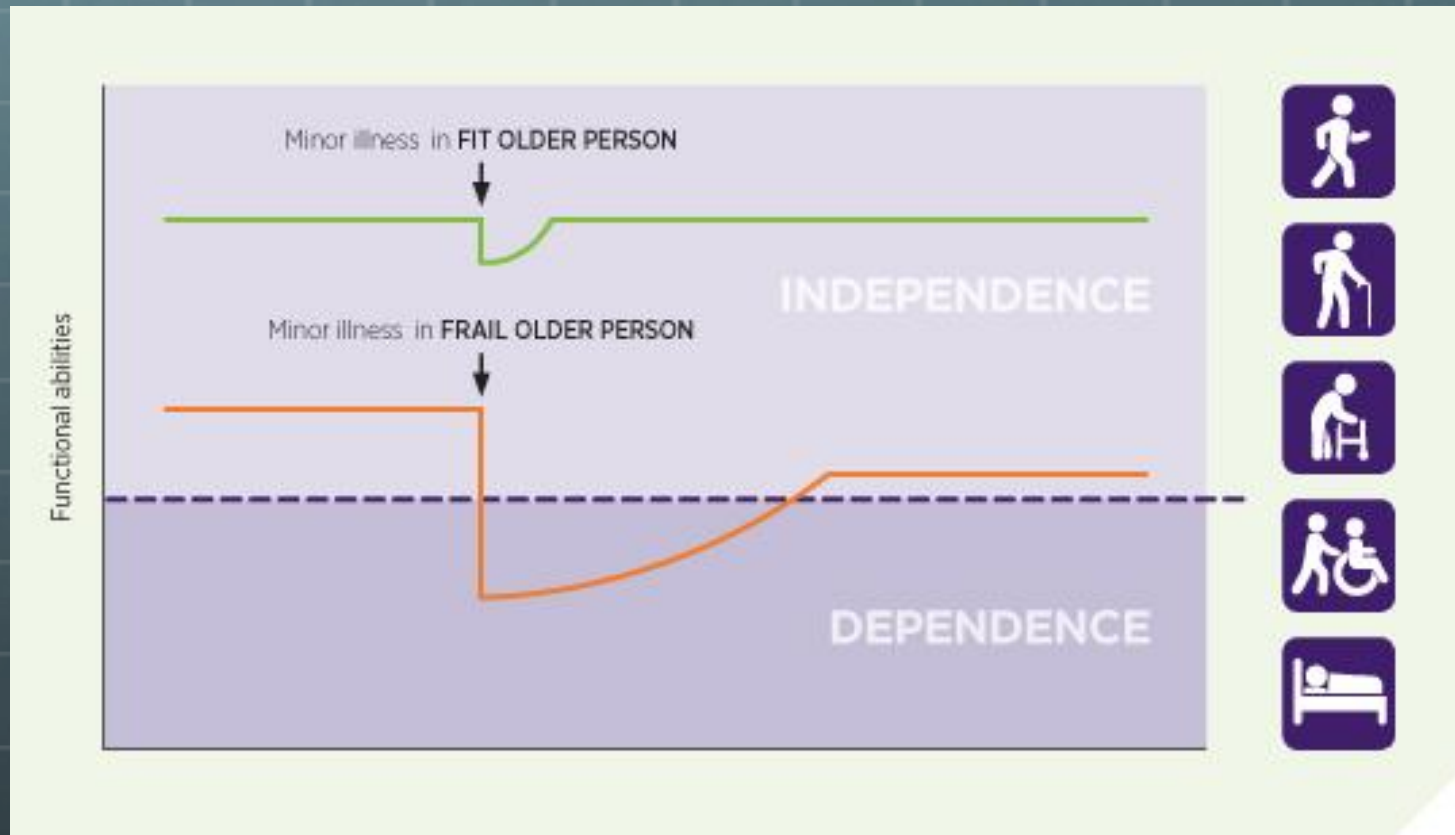 Minor illness in FIT OLDER PERSON
INDEPENDENCE
Minor illness in FRAIL OLDER PERSON
Functional abilities
DEPENDENCE